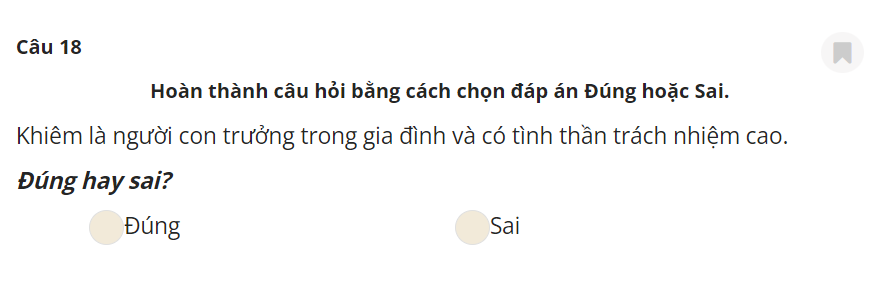 Câu 18
Hoàn thành câu hỏi bằng cách chọn đáp án Đúng hoặc Sai.
Khiêm là người con trưởng trong gia đình và có tình thần trách nhiệm cao.
Đúng hay sai?
Đúng Sai